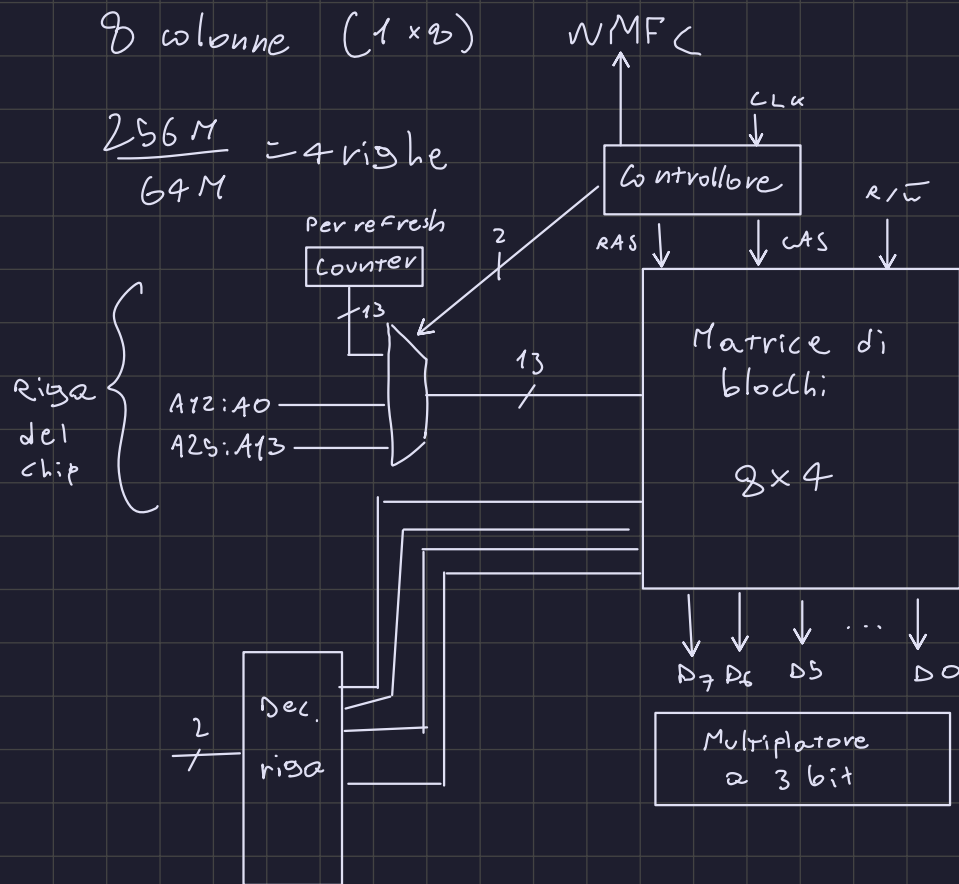 8 colonne (1×8)
WMFC
CLK
256M
64M
=4 righe
Controllore
R/W̅
Per refresh
Counter
2
RAS
CAS
13
13
Matrice di
blocchi
8×4
Riga
del
chip
A12:A0
A25:A13
D7 D6 D5 ... D0
Dec.
riga
2
Multiplatore
a 3 bit